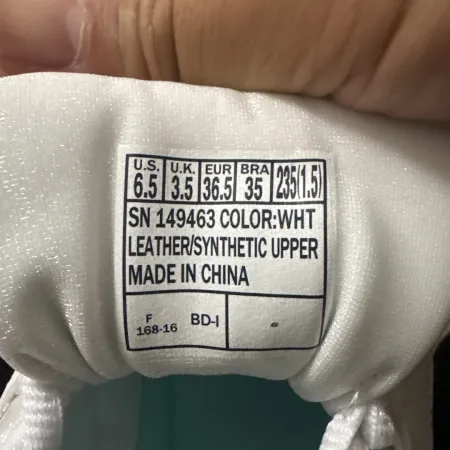 U.S. U.K. EUR BRA 235(1.5)
6.5 3.5 36.5 35
SN 149463 COLOR:WHT
LEATHER/SYNTHETIC UPPER
MADE IN CHINA
F BD-I
168-16